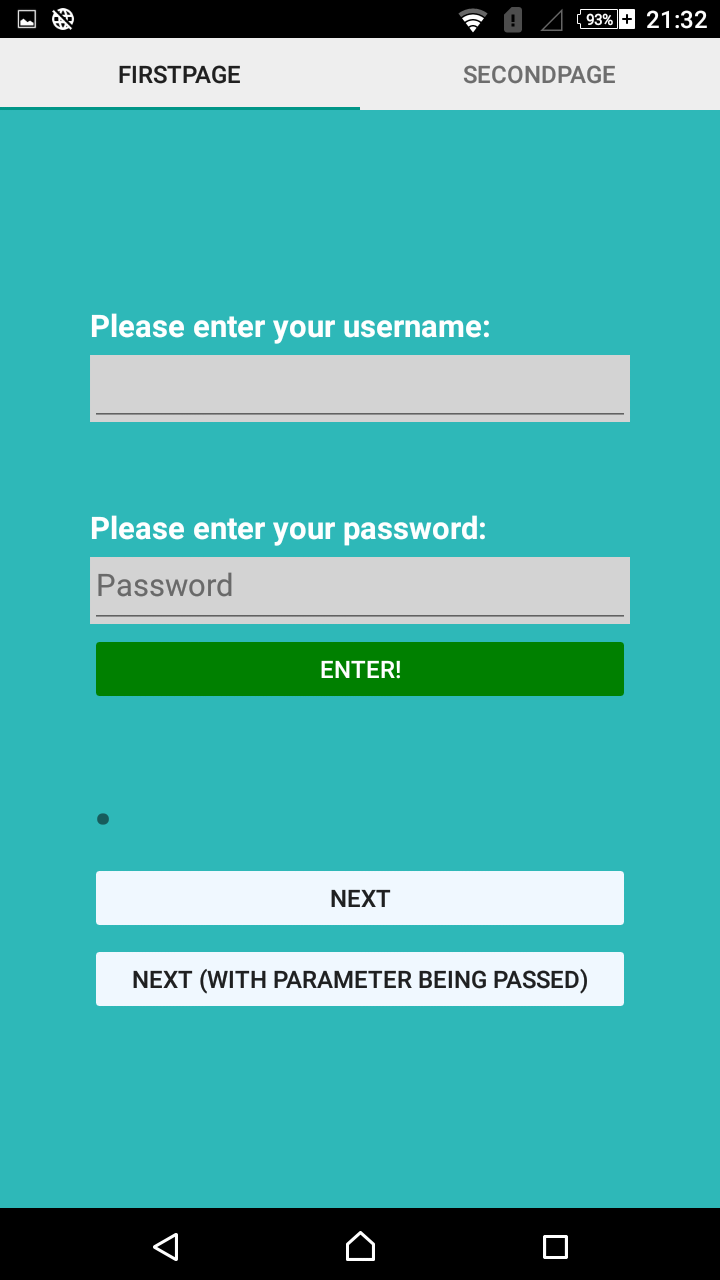 93% 21:32
FIRSTPAGE SECONDPAGE
Please enter your username:
Please enter your password:
Password
ENTER!
NEXT
NEXT (WITH PARAMETER BEING PASSED)